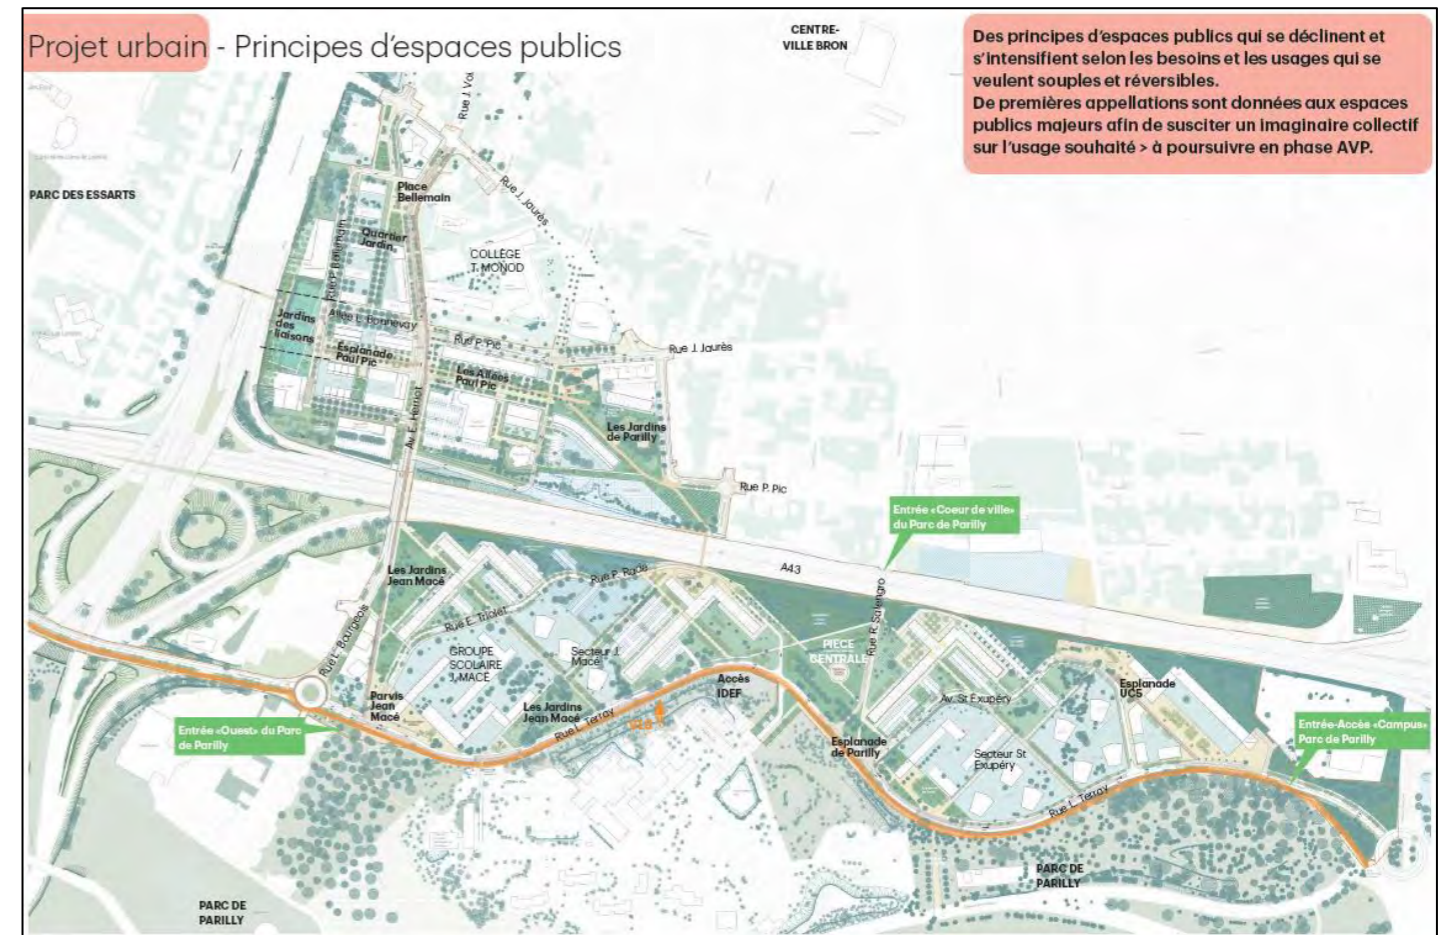 Projet urbain - Principes d'espaces publics
CENTRE-
VILLE BRON
Des principes d'espaces publics qui se déclinent et
s'intensifient selon les besoins et les usages qui se
veulent souples et réversibles.
De premières appellations sont données aux espaces
publics majeurs afin de susciter un imaginaire collectif
sur l'usage souhaité > à poursuivre en phase AVP.
PARC DES ESSARTS
Place
Bellemain
Rue J. Jaurès
Quartier
Jardin
COLLÈGE
T. MONOD
Jardins
des
liaisons
Allée L. Bonnevay
Esplanade
Paul Pic
Rue P. Pic
Rue J. Jaurès
Les Allées
Paul Pic
Av. E. Herriot
Les Jardins
de Parilly
Rue P. Pic
Entrée «Coeur de ville»
du Parc de Parilly
A43
Les Jardins
Jean Macé
Rue P. Rade
Rue E. Triolet
Rue L. Bourgeois
Rue R. Salengro
GROUPE
SCOLAIRE
J. MACÉ
Secteur J.
Macé
PIECE
CENTRALE
Accès
IDEF
Parvis
Jean
Macé
Les Jardins
Jean Macé
Rue L. Terray
Av. St Exupéry
Esplanade
UC5
Entrée «Ouest» du Parc
de Parilly
Entrée-Accès «Campus»
Parc de Parilly
Esplanade
de Parilly
Secteur St
Exupéry
Rue L. Terray
PARC DE
PARILLY
PARC DE
PARILLY